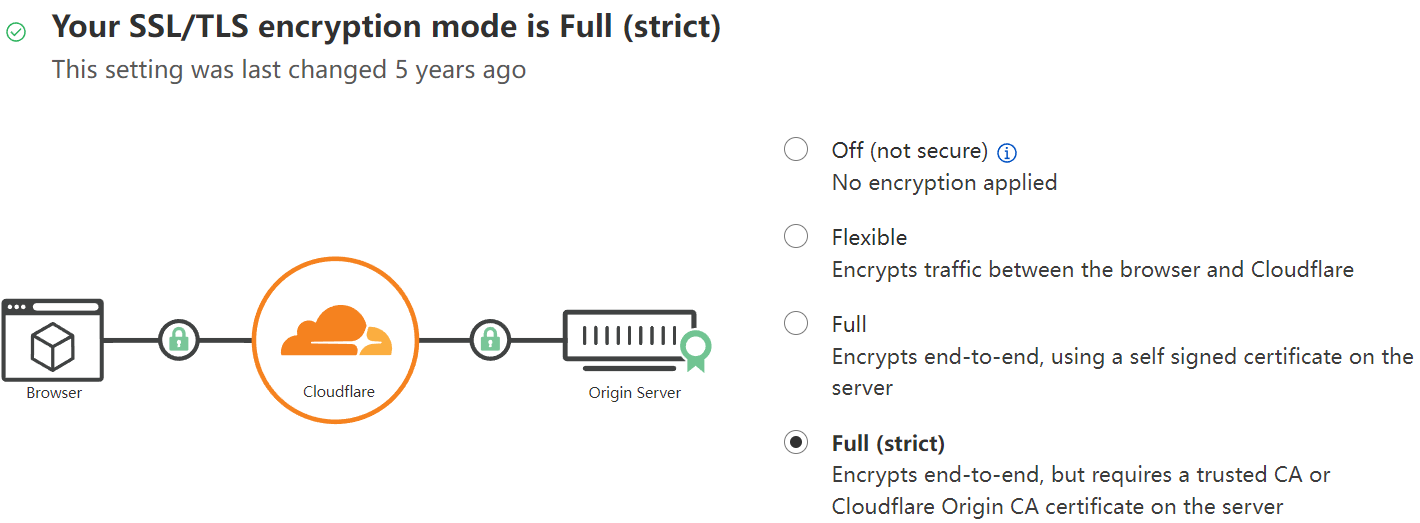 Your SSL/TLS encryption mode is Full (strict)
This setting was last changed 5 years ago
Browser
Cloudflare
Origin Server
Off (not secure)
No encryption applied
Flexible
Encrypts traffic between the browser and Cloudflare
Full
Encrypts end-to-end, using a self signed certificate on the
server
Full (strict)
Encrypts end-to-end, but requires a trusted CA or
Cloudflare Origin CA certificate on the server